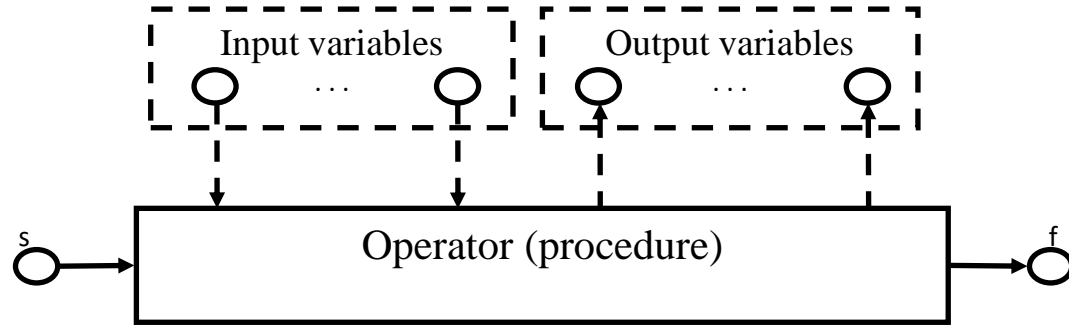 Input variables
Output variables
. . .
. . .
s
Operator (procedure)
f